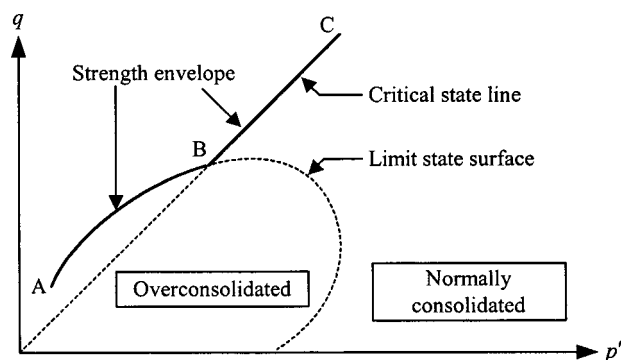 q
C
Strength envelope
Critical state line
B
Limit state surface
A
Overconsolidated
Normally
consolidated
p'